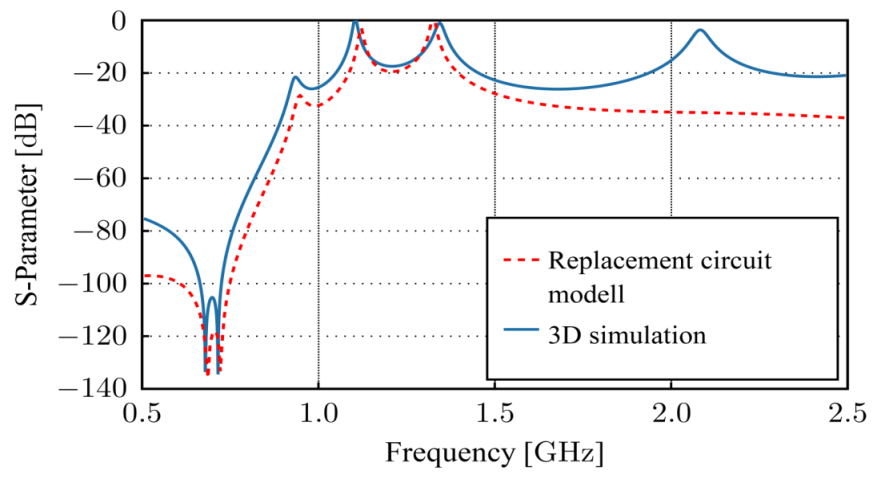 0
−20
−40
−60
−80
−100
−120
−140
S-Parameter [dB]
Replacement circuit
modell
3D simulation
0.5 1.0 1.5 2.0 2.5
Frequency [GHz]